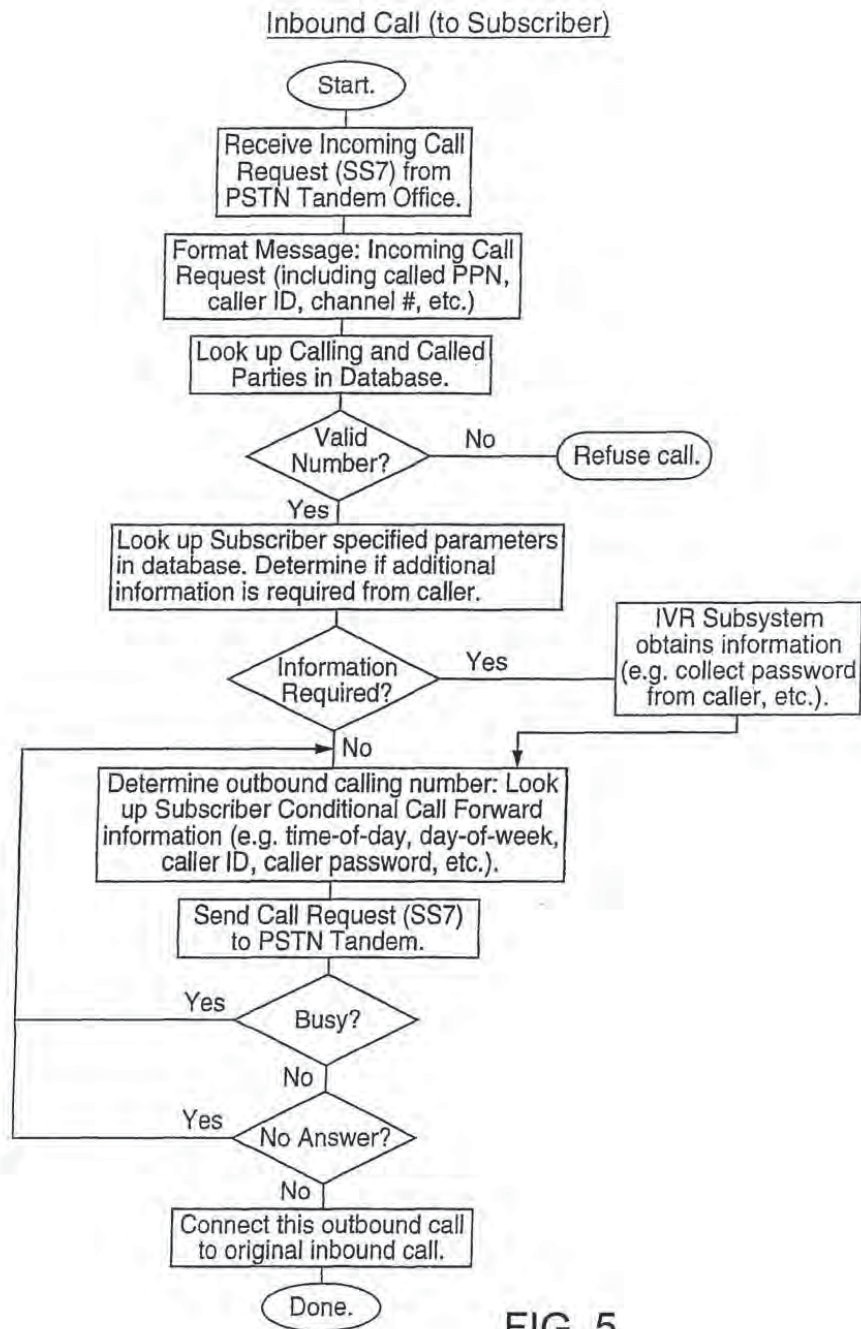 Inbound Call (to Subscriber)
Start.
Receive Incoming Call
Request (SS7) from
PSTN Tandem Office.
Format Message: Incoming Call
Request (including called PPN,
caller ID, channel #, etc.)
Look up Calling and Called
Parties in Database.
Valid
Number?
No
Refuse call.
Yes
Look up Subscriber specified parameters
in database. Determine if additional
information is required from caller.
Information
Required?
Yes
IVR Subsystem
obtains information
(e.g. collect password
from caller, etc.).
No
Determine outbound calling number: Look
up Subscriber Conditional Call Forward
information (e.g. time-of-day, day-of-week,
caller ID, caller password, etc.).
Send Call Request (SS7)
to PSTN Tandem.
Yes
Busy?
No
Yes
No Answer?
No
Connect this outbound call
to original inbound call.
Done.
FIG. 5